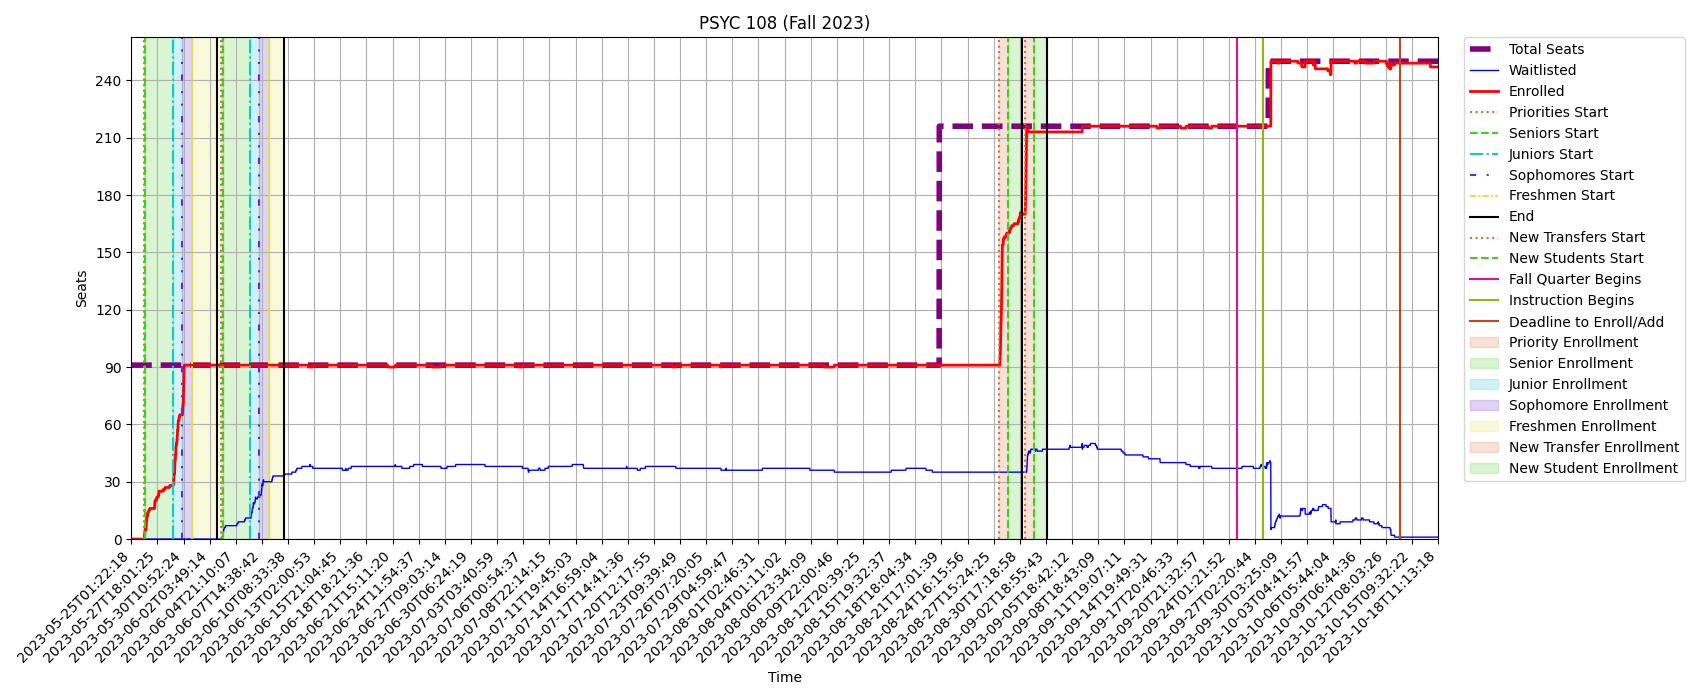 PSYC 108 (Fall 2023)
Seats
240
210
180
150
120
90
60
30
0
2023-05-25T01:22:18
2023-05-27T18:01:25
2023-05-30T10:52:24
2023-06-02T03:49:14
2023-06-04T21:10:07
2023-06-07T14:38:42
2023-06-10T08:33:38
2023-06-13T02:00:53
2023-06-15T21:04:45
2023-06-18T18:21:36
2023-06-21T15:11:20
2023-06-24T11:54:37
2023-06-27T09:03:14
2023-06-30T06:24:19
2023-07-03T03:40:59
2023-07-06T00:54:37
2023-07-08T22:14:15
2023-07-11T19:45:03
2023-07-14T16:59:04
2023-07-17T14:41:36
2023-07-20T12:17:55
2023-07-23T09:39:49
2023-07-26T07:20:05
2023-07-29T04:59:47
2023-08-01T02:46:31
2023-08-04T01:11:02
2023-08-06T23:34:09
2023-08-09T22:00:46
2023-08-12T20:39:25
2023-08-15T19:32:37
2023-08-18T18:04:34
2023-08-21T17:01:39
2023-08-24T16:15:56
2023-08-27T15:24:25
2023-08-30T17:18:58
2023-09-02T18:55:43
2023-09-05T18:42:12
2023-09-08T18:43:09
2023-09-11T19:07:11
2023-09-14T19:49:31
2023-09-17T20:46:33
2023-09-20T21:32:57
2023-09-24T01:21:52
2023-09-27T02:20:44
2023-09-30T03:25:09
2023-10-03T04:41:57
2023-10-06T05:44:04
2023-10-09T06:44:36
2023-10-12T08:03:26
2023-10-15T09:32:22
2023-10-18T11:13:18
Time
Total Seats
Waitlisted
Enrolled
Priorities Start
Seniors Start
Juniors Start
Sophomores Start
Freshmen Start
End
New Transfers Start
New Students Start
Fall Quarter Begins
Instruction Begins
Deadline to Enroll/Add
Priority Enrollment
Senior Enrollment
Junior Enrollment
Sophomore Enrollment
Freshmen Enrollment
New Transfer Enrollment
New Student Enrollment